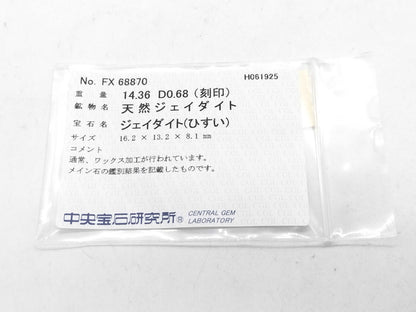 No. FX 68870 H061925
重量 14.36 D0.68 (刻印)
鉱物名 天然ジェイダイト
宝石名 ジェイダイト(ひすい)
サイズ 16.2 × 13.2 × 8.1 mm
コメント
通常、ワックス加工が行われています。
メイン石の鑑別結果を記載したものです。
中央宝石研究所® CENTRAL GEM
LABORATORY